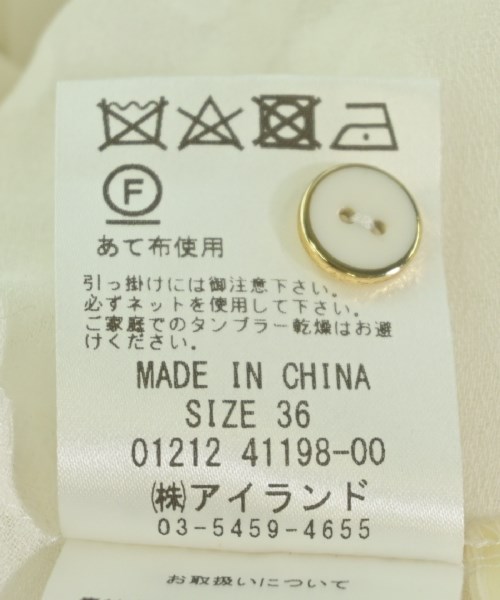 F
あて布使用
引っ掛けには御注意下さい。
必ずネットを使用して下さい。
ご家庭でのタンブラー乾燥はお避
けください。
MADE IN CHINA
SIZE 36
01212 41198-00
㈱アイランド
03-5459-4655
お取扱いについて